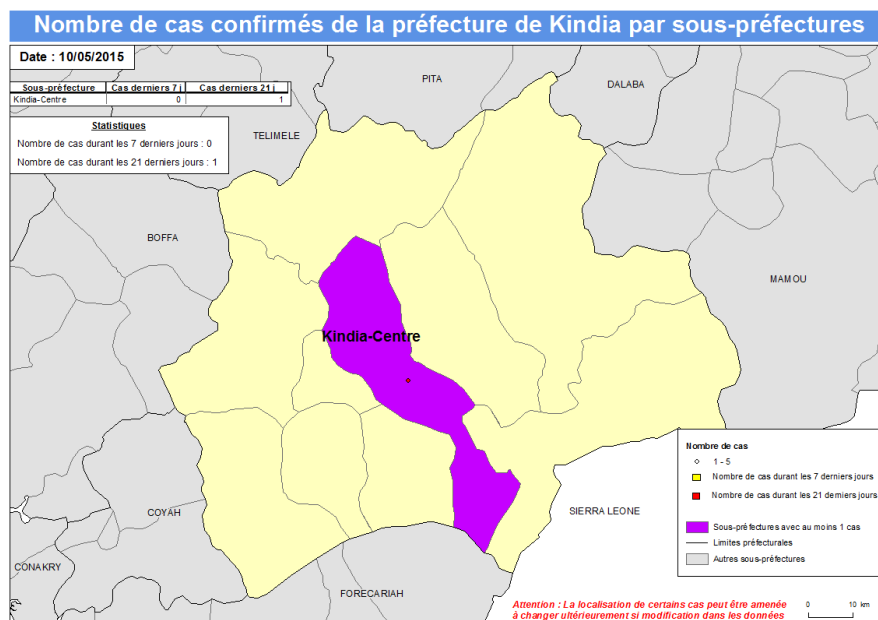 Nombre de cas confirmés de la préfecture de Kindia par sous-préfectures
Date : 10/05/2015
Sous-préfecture Cas derniers 7 j Cas derniers 21 j
Kindia-Centre 0 1
Statistiques
Nombre de cas durant les 7 derniers jours : 0
Nombre de cas durant les 21 derniers jours : 1
PITA
DALABA
TELIMELE
BOFFA
MAMOU
Kindia-Centre
COYAH
CONAKRY
FORECARIAH
SIERRA LEONE
Nombre de cas
1 - 5
Nombre de cas durant les 7 derniers jours
Nombre de cas durant les 21 derniers jours
Sous-préfectures avec au moins 1 cas
Limites préfecturales
Autres sous-préfectures
Attention : La localisation de certains cas peut être amenée
à changer ultérieurement si modification dans les données
0 10 km